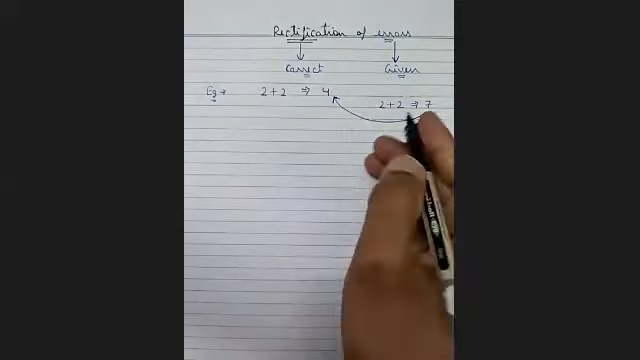 Rectification of errors
Correct Given
Eg → 2+2 ⇒ 4
2+2 ⇒ 7